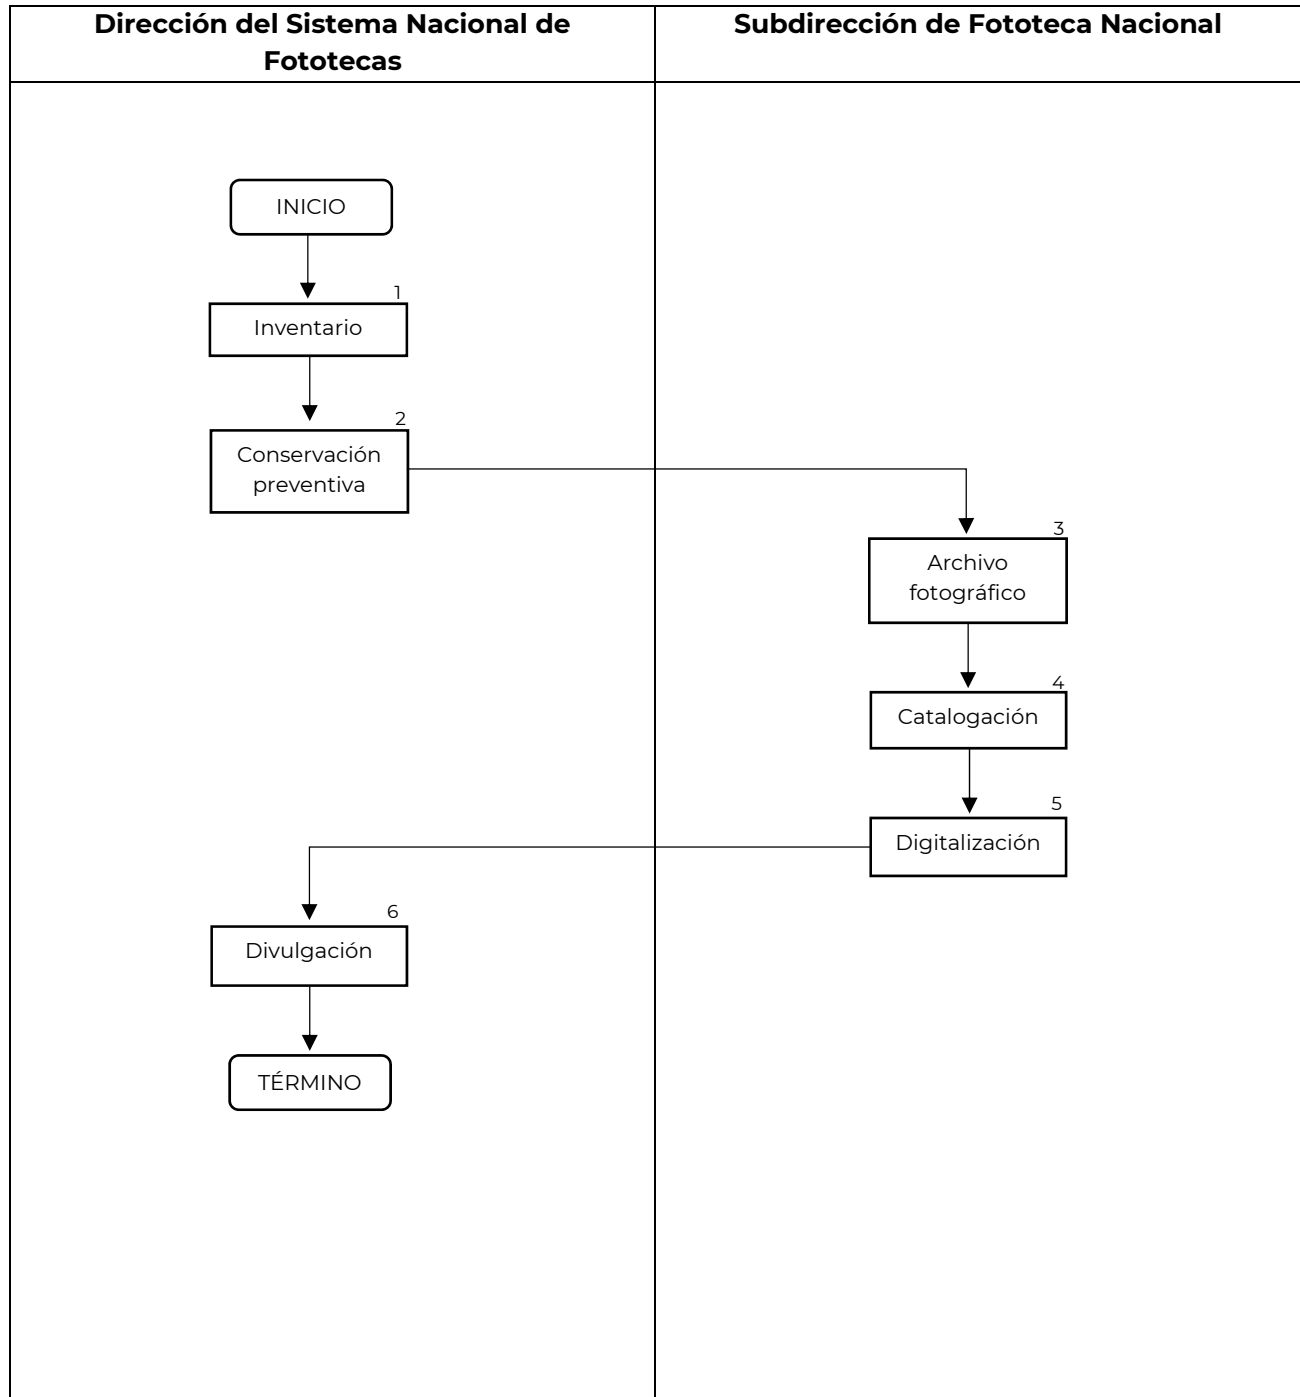 Dirección del Sistema Nacional de
Fototecas
Subdirección de Fototeca Nacional
INICIO
1
Inventario
2
Conservación
preventiva
3
Archivo
fotográfico
4
Catalogación
5
Digitalización
6
Divulgación
TÉRMINO